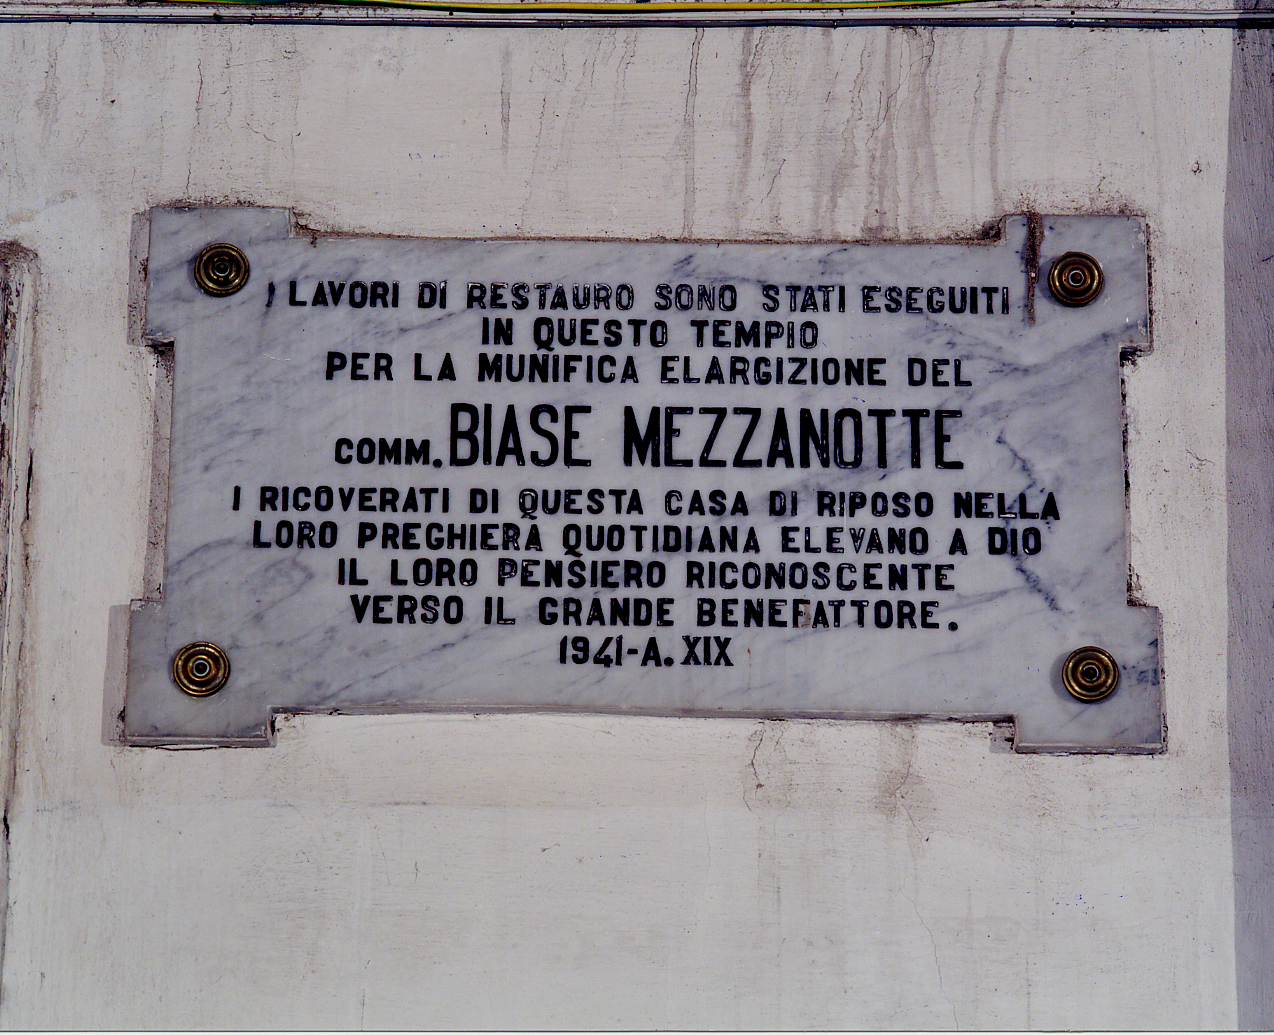 I LAVORI DI RESTAURO SONO STATI ESEGUITI
IN QUESTO TEMPIO
PER LA MUNIFICA ELARGIZIONE DEL
COMM. BIASE MEZZANOTTE
I RICOVERATI DI QUESTA CASA DI RIPOSO NELLA
LORO PREGHIERA QUOTIDIANA ELEVANO A DIO
IL LORO PENSIERO RICONOSCENTE
VERSO IL GRANDE BENEFATTORE.
1941-A.XIX